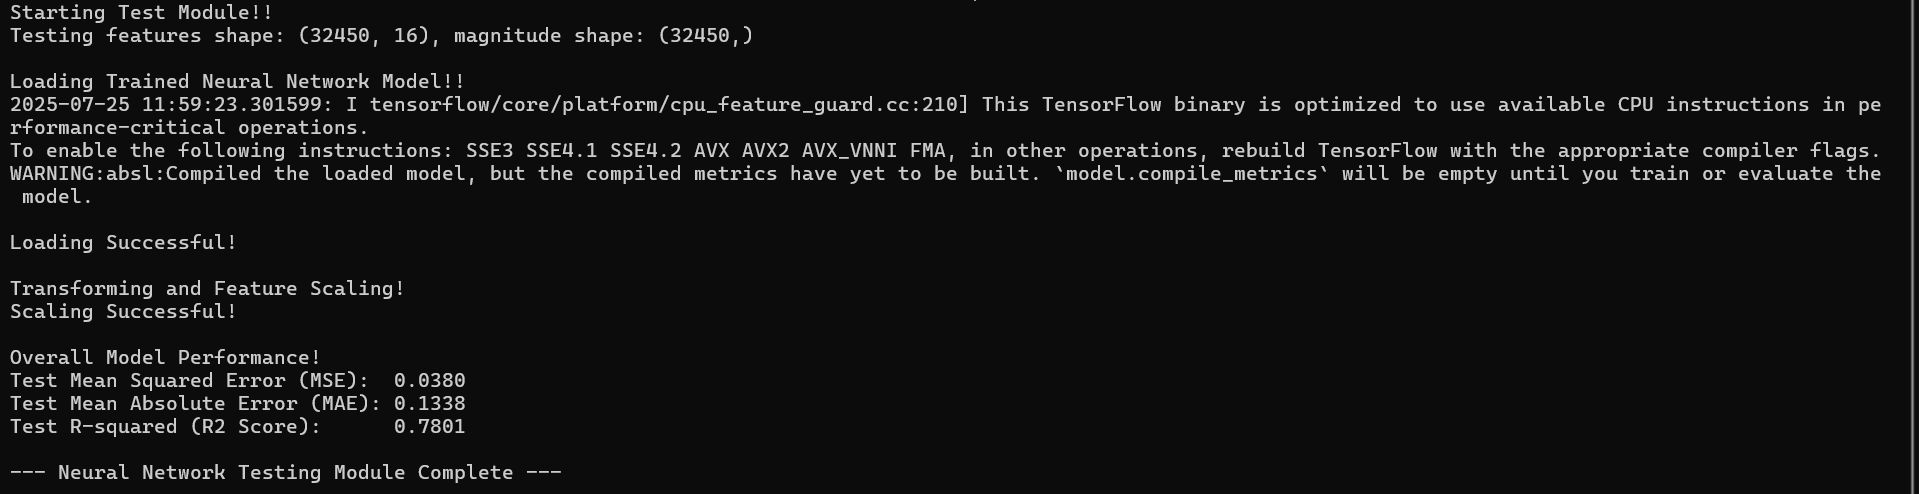 Starting Test Module!!
Testing features shape: (32450, 16), magnitude shape: (32450,)
Loading Trained Neural Network Model!!
2025-07-25 11:59:23.301599: I tensorflow/core/platform/cpu_feature_guard.cc:210] This TensorFlow binary is optimized to use available CPU instructions in pe
rformance-critical operations.
To enable the following instructions: SSE3 SSE4.1 SSE4.2 AVX AVX2 AVX_VNNI FMA, in other operations, rebuild TensorFlow with the appropriate compiler flags.
WARNING:absl:Compiled the loaded model, but the compiled metrics have yet to be built. `model.compile_metrics` will be empty until you train or evaluate the
 model.
Loading Successful!
Transforming and Feature Scaling!
Scaling Successful!
Overall Model Performance!
Test Mean Squared Error (MSE):  0.0380
Test Mean Absolute Error (MAE): 0.1338
Test R-squared (R2 Score):      0.7801
--- Neural Network Testing Module Complete ---